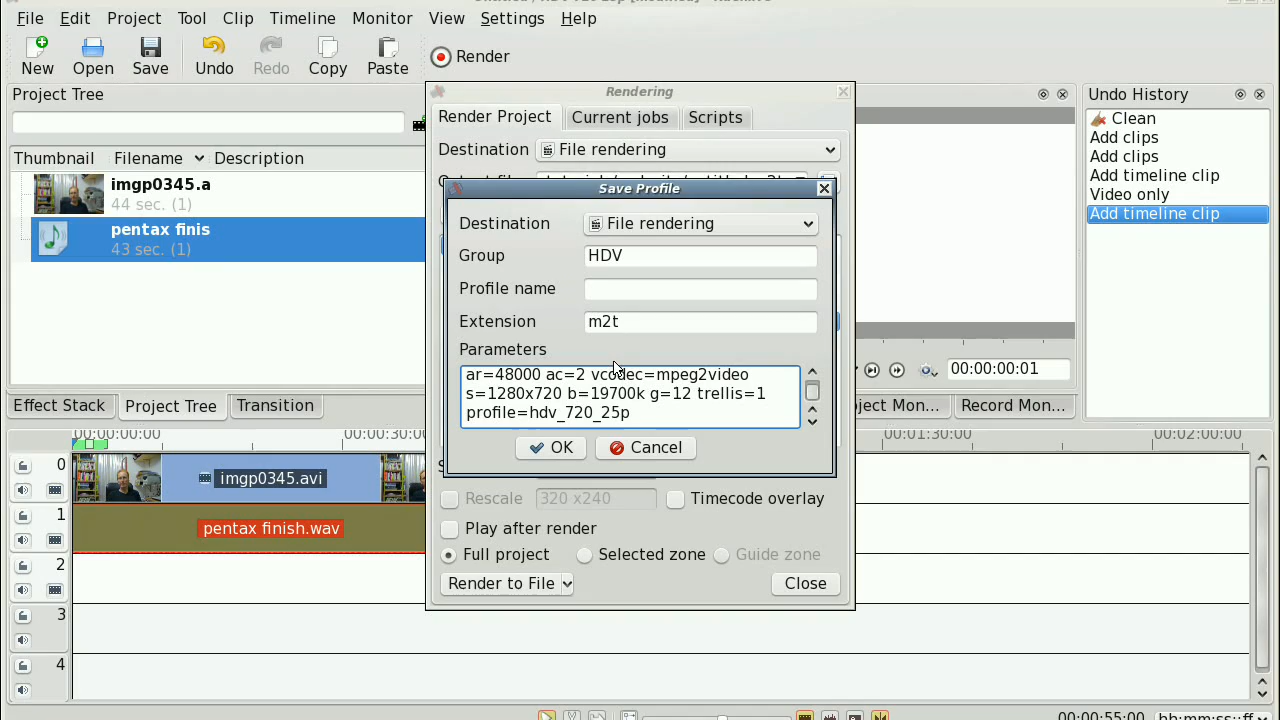 File Edit Project Tool Clip Timeline Monitor View Settings Help
New Open Save Undo Redo Copy Paste Render
Project Tree
Thumbnail Filename Description
imgp0345.a
44 sec. (1)
pentax finis
43 sec. (1)
Effect Stack Project Tree Transition
Rendering
Render Project Current jobs Scripts
Destination File rendering
Save Profile
Destination File rendering
Group HDV
Profile name
Extension m2t
Parameters
ar=48000 ac=2 vcodec=mpeg2video
s=1280x720 b=19700k g=12 trellis=1
profile=hdv_720_25p
OK Cancel
Rescale 320 x240 Timecode overlay
Play after render
Full project Selected zone Guide zone
Render to File Close
00:00:00:01
ject Mon... Record Mon...
Undo History
Clean
Add clips
Add clips
Add timeline clip
Video only
Add timeline clip
00:00:00:00 00:00:30:0 00:01:30:00 00:02:00:00
0 imgp0345.avi
1 pentax finish.wav
2
3
4
00:00:55:00 hh:mm:ss::ff